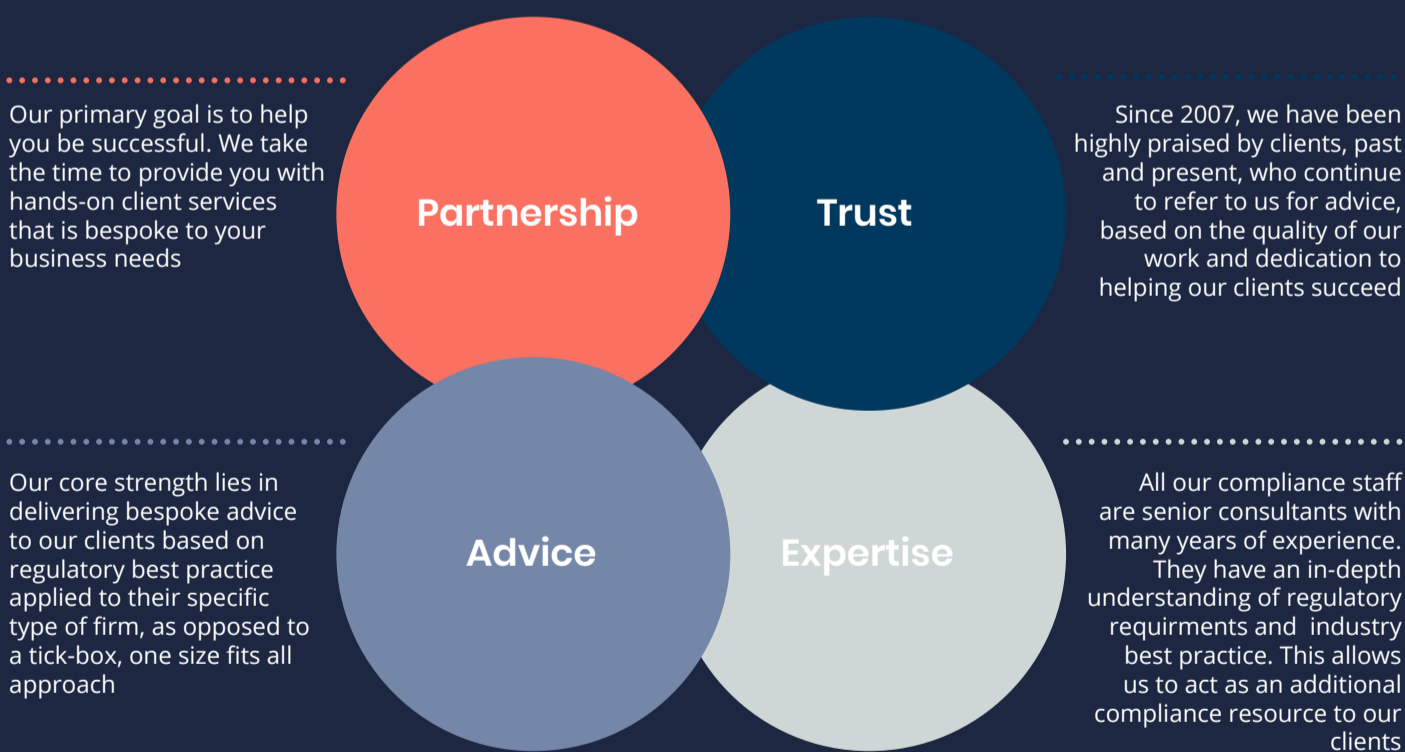 Our primary goal is to help
you be successful. We take
the time to provide you with
hands-on client services
that is bespoke to your
business needs
Partnership
Trust
Since 2007, we have been
highly praised by clients, past
and present, who continue
to refer to us for advice,
based on the quality of our
work and dedication to
helping our clients succeed
Our core strength lies in
delivering bespoke advice
to our clients based on
regulatory best practice
applied to their specific
type of firm, as opposed to
a tick-box, one size fits all
approach
Advice
Expertise
All our compliance staff
are senior consultants with
many years of experience.
They have an in-depth
understanding of regulatory
requirments and  industry
best practice. This allows
us to act as an additional
compliance resource to our
clients